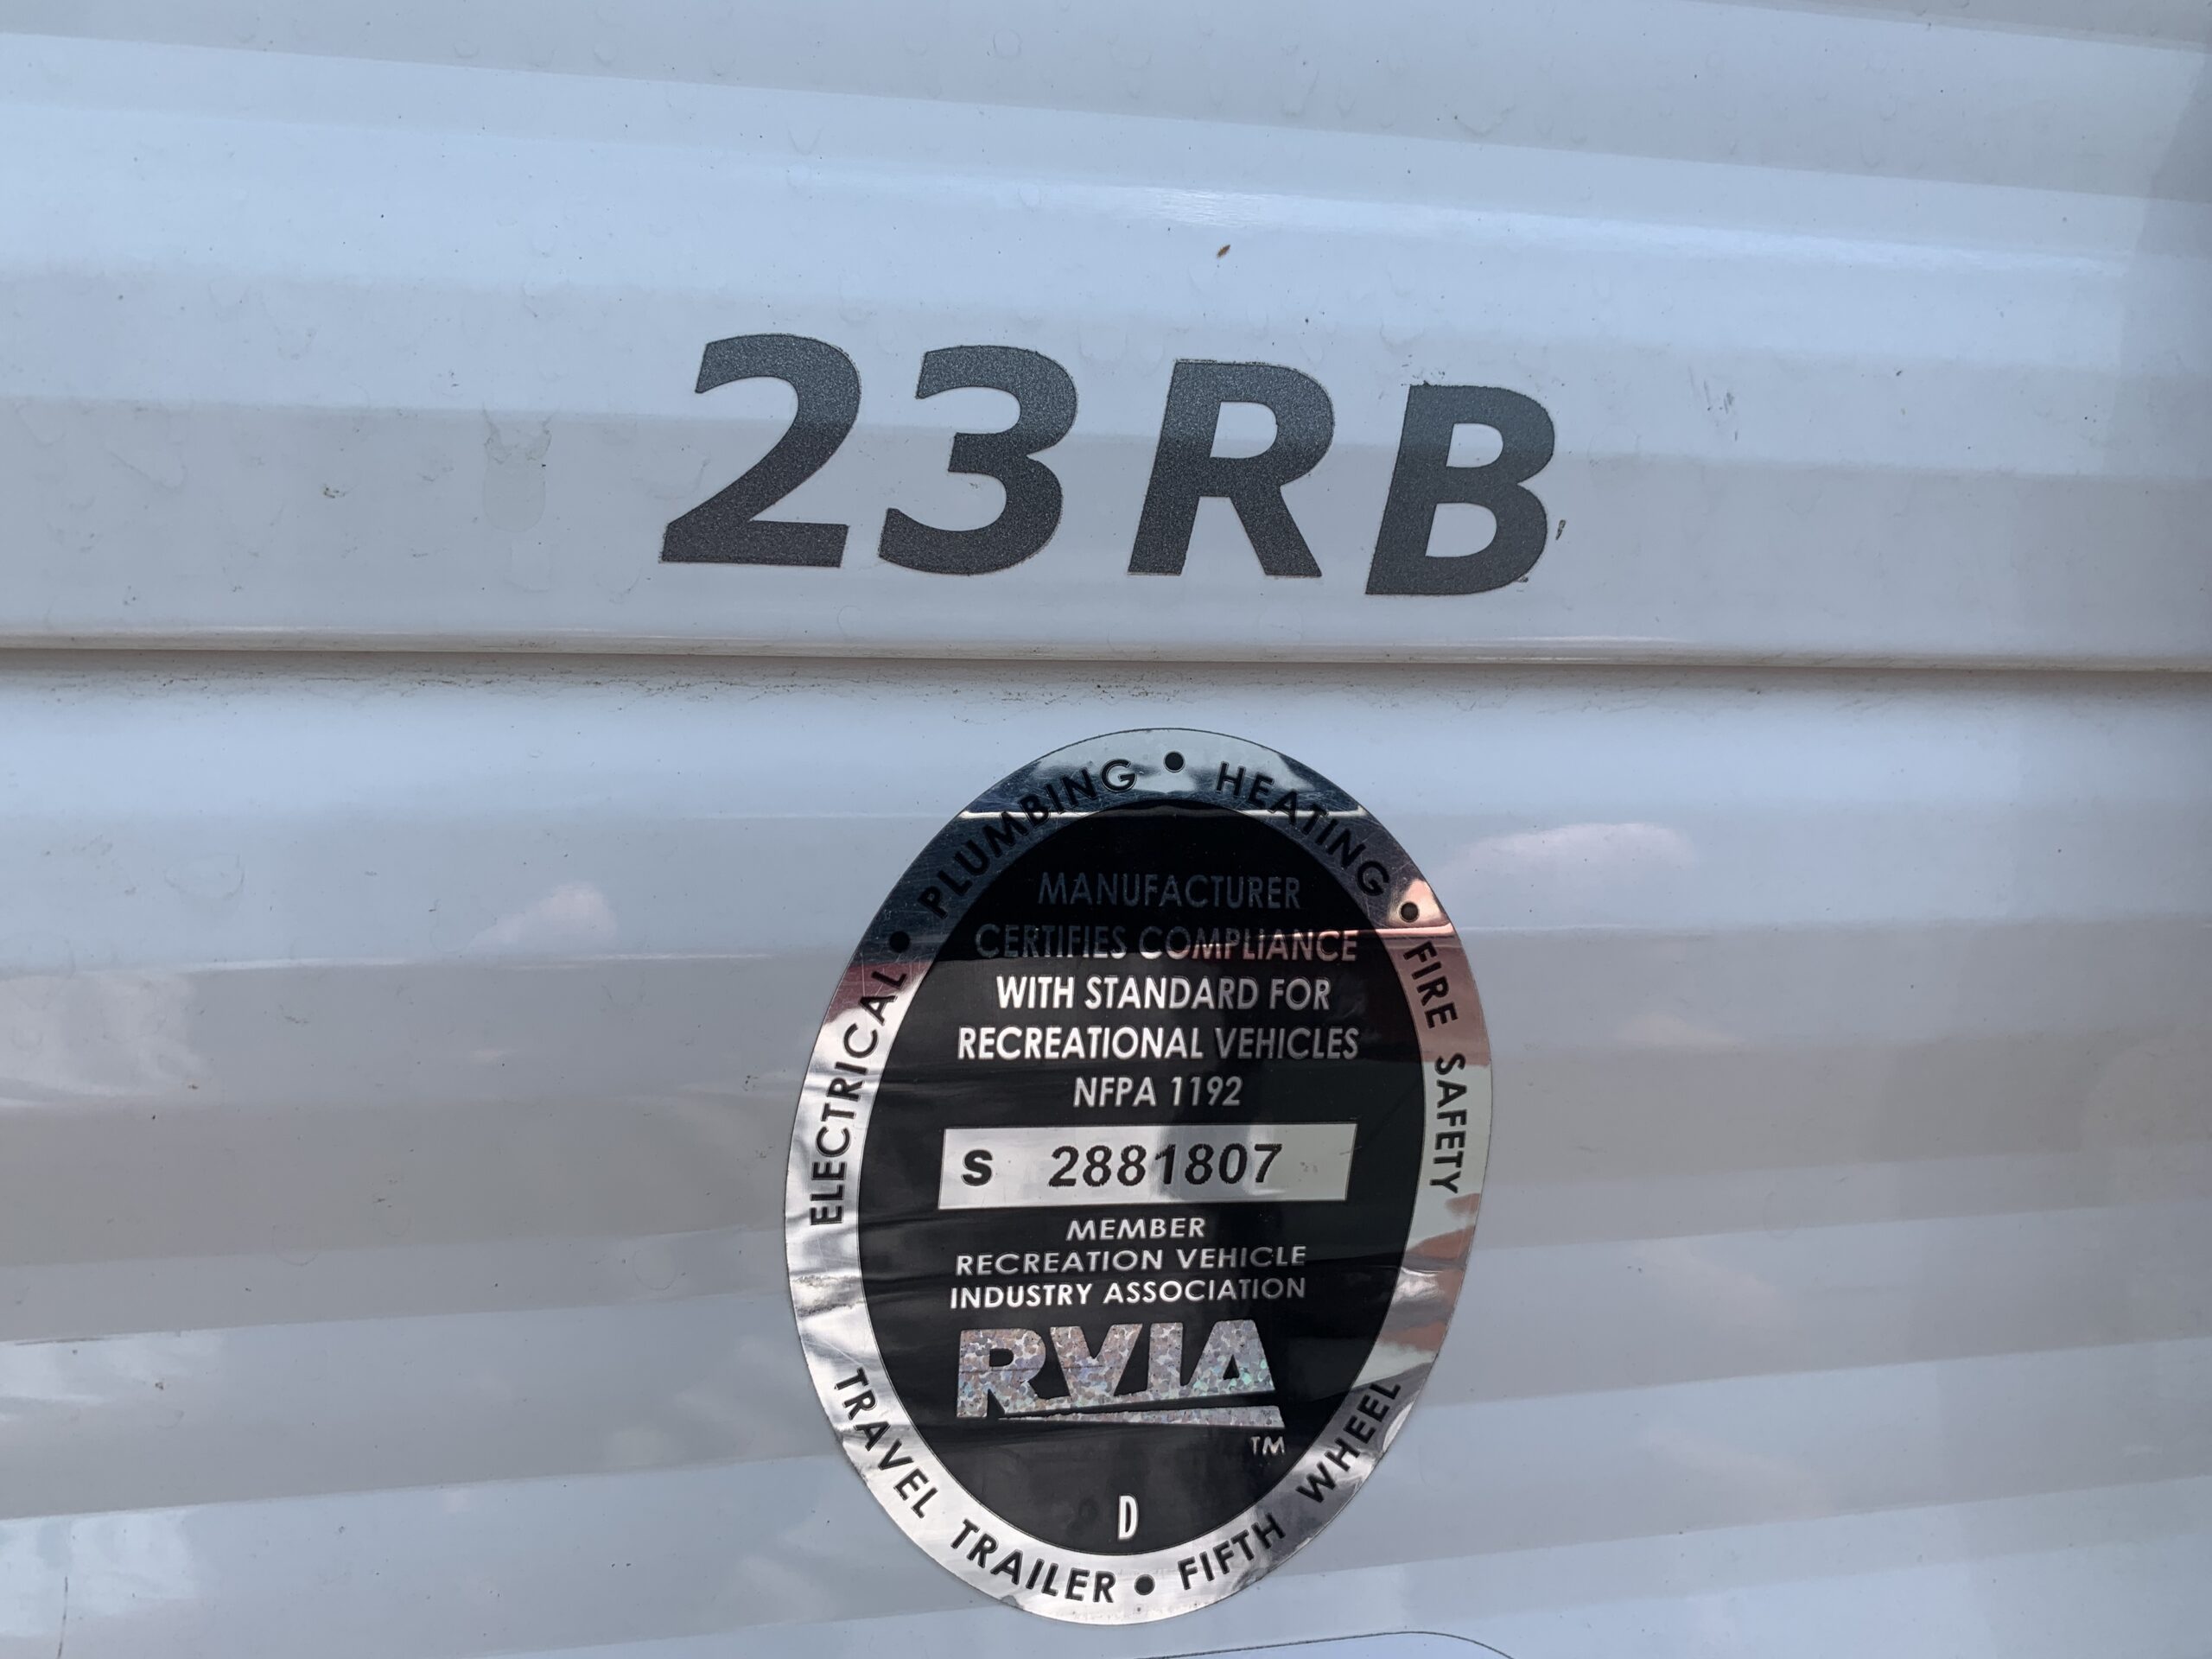 23RB
ELECTRICAL • PLUMBING • HEATING • FIRE SAFETY
MANUFACTURER
CERTIFIES COMPLIANCE
WITH STANDARD FOR
RECREATIONAL VEHICLES
NFPA 1192
S 2881807
MEMBER
RECREATION VEHICLE
INDUSTRY ASSOCIATION
RVIA
TM
D
TRAVEL TRAILER • FIFTH WHEEL